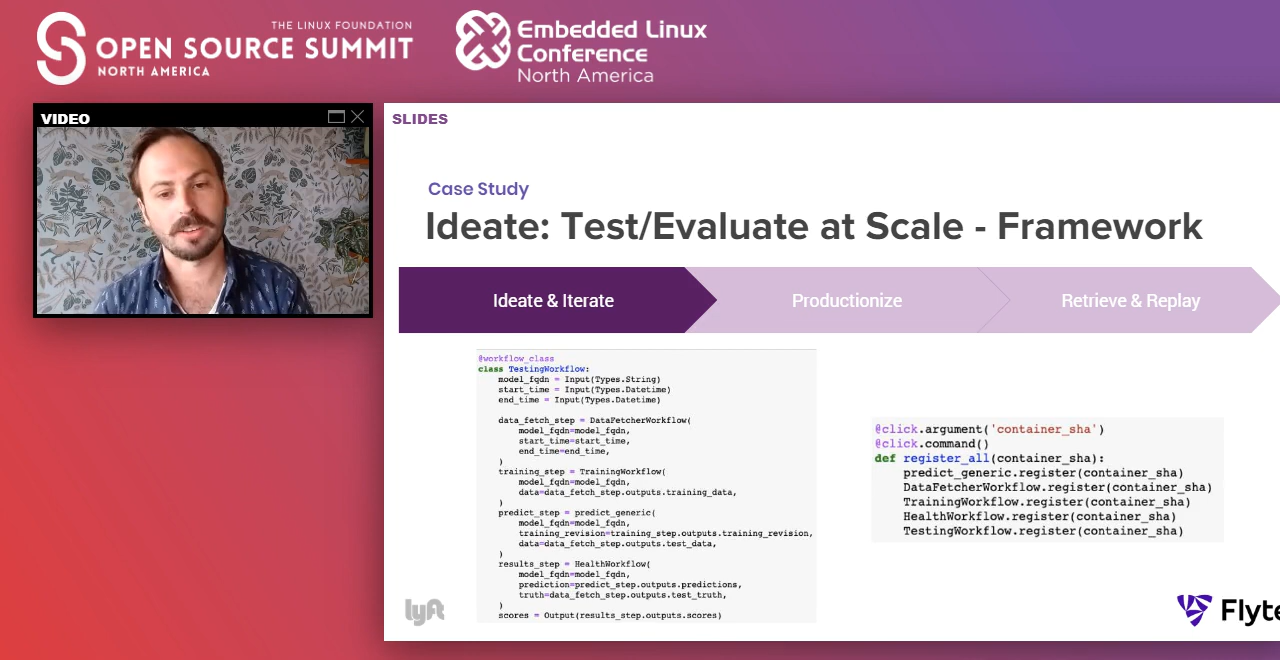 THE LINUX FOUNDATION
OPEN SOURCE SUMMIT
NORTH AMERICA
Embedded Linux
Conference
North America
VIDEO
SLIDES
Case Study
Ideate: Test/Evaluate at Scale - Framework
Ideate & Iterate
Productionize
Retrieve & Replay
@workflow_class
class TestingWorkflow:
    model_fqdn = Input(Types.String)
    start_time = Input(Types.Datetime)
    end_time = Input(Types.Datetime)

    data_fetch_step = DataFetcherWorkflow(
        model_fqdn=model_fqdn,
        start_time=start_time,
        end_time=end_time,
    )
    training_step = TrainingWorkflow(
        model_fqdn=model_fqdn,
        data=data_fetch_step.outputs.training_data,
    )
    predict_step = predict_generic(
        model_fqdn=model_fqdn,
        training_revision=training_step.outputs.training_revision,
        data=data_fetch_step.outputs.test_data,
    )
    results_step = HealthWorkflow(
        model_fqdn=model_fqdn,
        prediction=predict_step.outputs.predictions,
        truth=data_fetch_step.outputs.test_truth,
    )
    scores = Output(results_step.outputs.scores)
@click.argument('container_sha')
@click.command()
def register_all(container_sha):
    predict_generic.register(container_sha)
    DataFetcherWorkflow.register(container_sha)
    TrainingWorkflow.register(container_sha)
    HealthWorkflow.register(container_sha)
    TestingWorkflow.register(container_sha)
lyft
Flyte